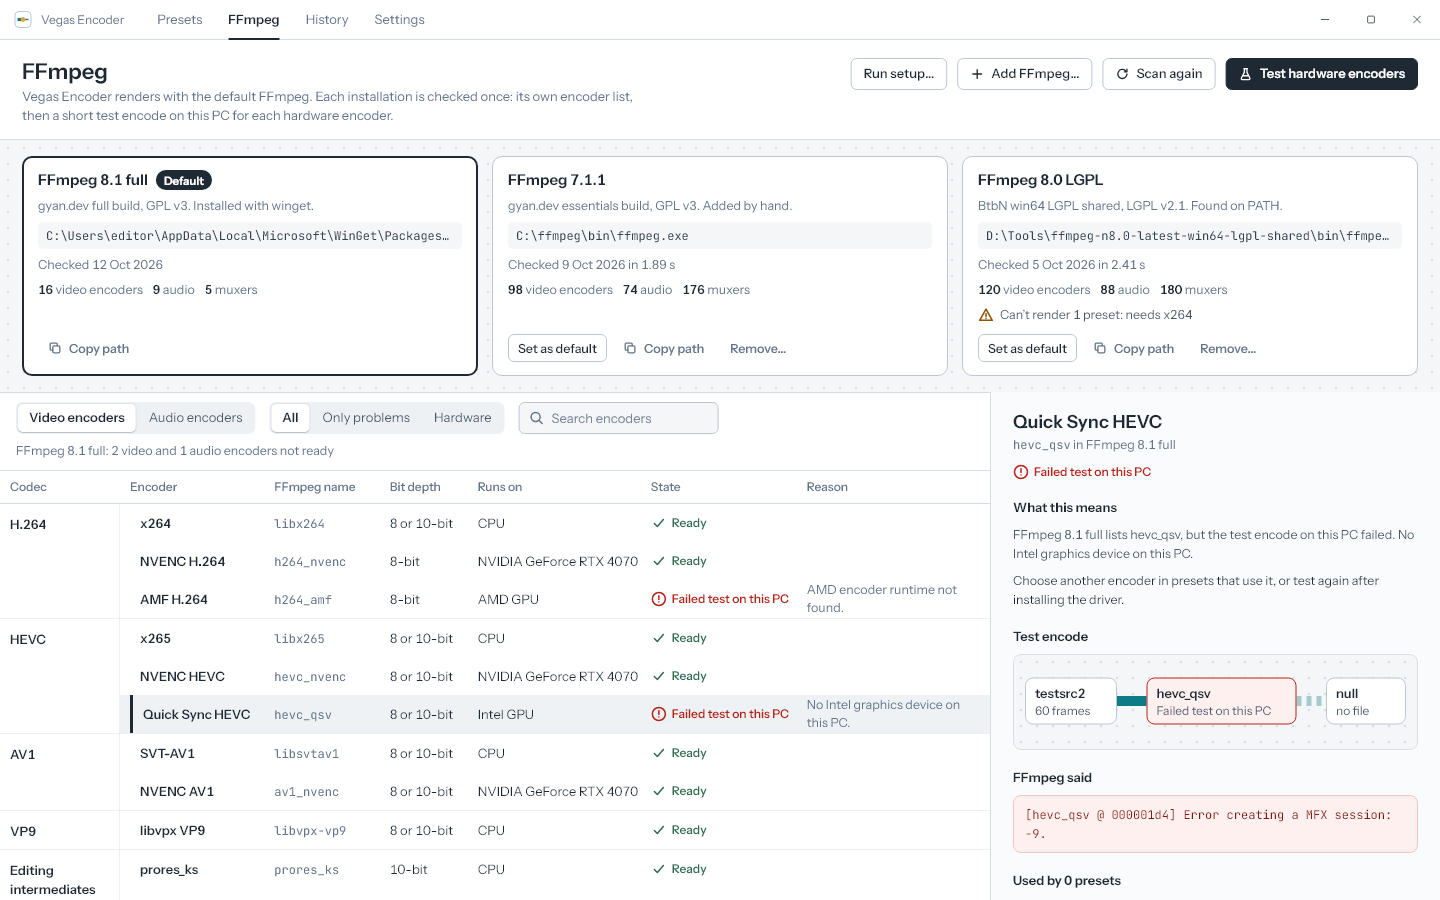 Vegas Encoder
Presets
FFmpeg
History
Settings
FFmpeg
Vegas Encoder renders with the default FFmpeg. Each installation is checked once: its own encoder list,
then a short test encode on this PC for each hardware encoder.
Run setup...
Add FFmpeg...
Scan again
Test hardware encoders
FFmpeg 8.1 full Default
gyan.dev full build, GPL v3. Installed with winget.
C:\Users\editor\AppData\Local\Microsoft\WinGet\Packages…
Checked 12 Oct 2026
16 video encoders 9 audio 5 muxers
Copy path
FFmpeg 7.1.1
gyan.dev essentials build, GPL v3. Added by hand.
C:\ffmpeg\bin\ffmpeg.exe
Checked 9 Oct 2026 in 1.89 s
98 video encoders 74 audio 176 muxers
Set as default
Copy path
Remove...
FFmpeg 8.0 LGPL
BtbN win64 LGPL shared, LGPL v2.1. Found on PATH.
D:\Tools\ffmpeg-n8.0-latest-win64-lgpl-shared\bin\ffmpe…
Checked 5 Oct 2026 in 2.41 s
120 video encoders 88 audio 180 muxers
Can't render 1 preset: needs x264
Set as default
Copy path
Remove...
Video encoders
Audio encoders
All
Only problems
Hardware
Search encoders
FFmpeg 8.1 full: 2 video and 1 audio encoders not ready
Codec Encoder FFmpeg name Bit depth Runs on State Reason
H.264 x264 libx264 8 or 10-bit CPU Ready
NVENC H.264 h264_nvenc 8-bit NVIDIA GeForce RTX 4070 Ready
AMF H.264 h264_amf 8-bit AMD GPU Failed test on this PC AMD encoder runtime not
found.
HEVC x265 libx265 8 or 10-bit CPU Ready
NVENC HEVC hevc_nvenc 8 or 10-bit NVIDIA GeForce RTX 4070 Ready
Quick Sync HEVC hevc_qsv 8 or 10-bit Intel GPU Failed test on this PC No Intel graphics device on
this PC.
AV1 SVT-AV1 libsvtav1 8 or 10-bit CPU Ready
NVENC AV1 av1_nvenc 8 or 10-bit NVIDIA GeForce RTX 4070 Ready
VP9 libvpx VP9 libvpx-vp9 8 or 10-bit CPU Ready
Editing
intermediates
prores_ks prores_ks 10-bit CPU Ready
Quick Sync HEVC
hevc_qsv in FFmpeg 8.1 full
Failed test on this PC
What this means
FFmpeg 8.1 full lists hevc_qsv, but the test encode on this PC failed. No
Intel graphics device on this PC.
Choose another encoder in presets that use it, or test again after
installing the driver.
Test encode
testsrc2
60 frames
hevc_qsv
Failed test on this PC
null
no file
FFmpeg said
[hevc_qsv @ 000001d4] Error creating a MFX session:
-9.
Used by 0 presets